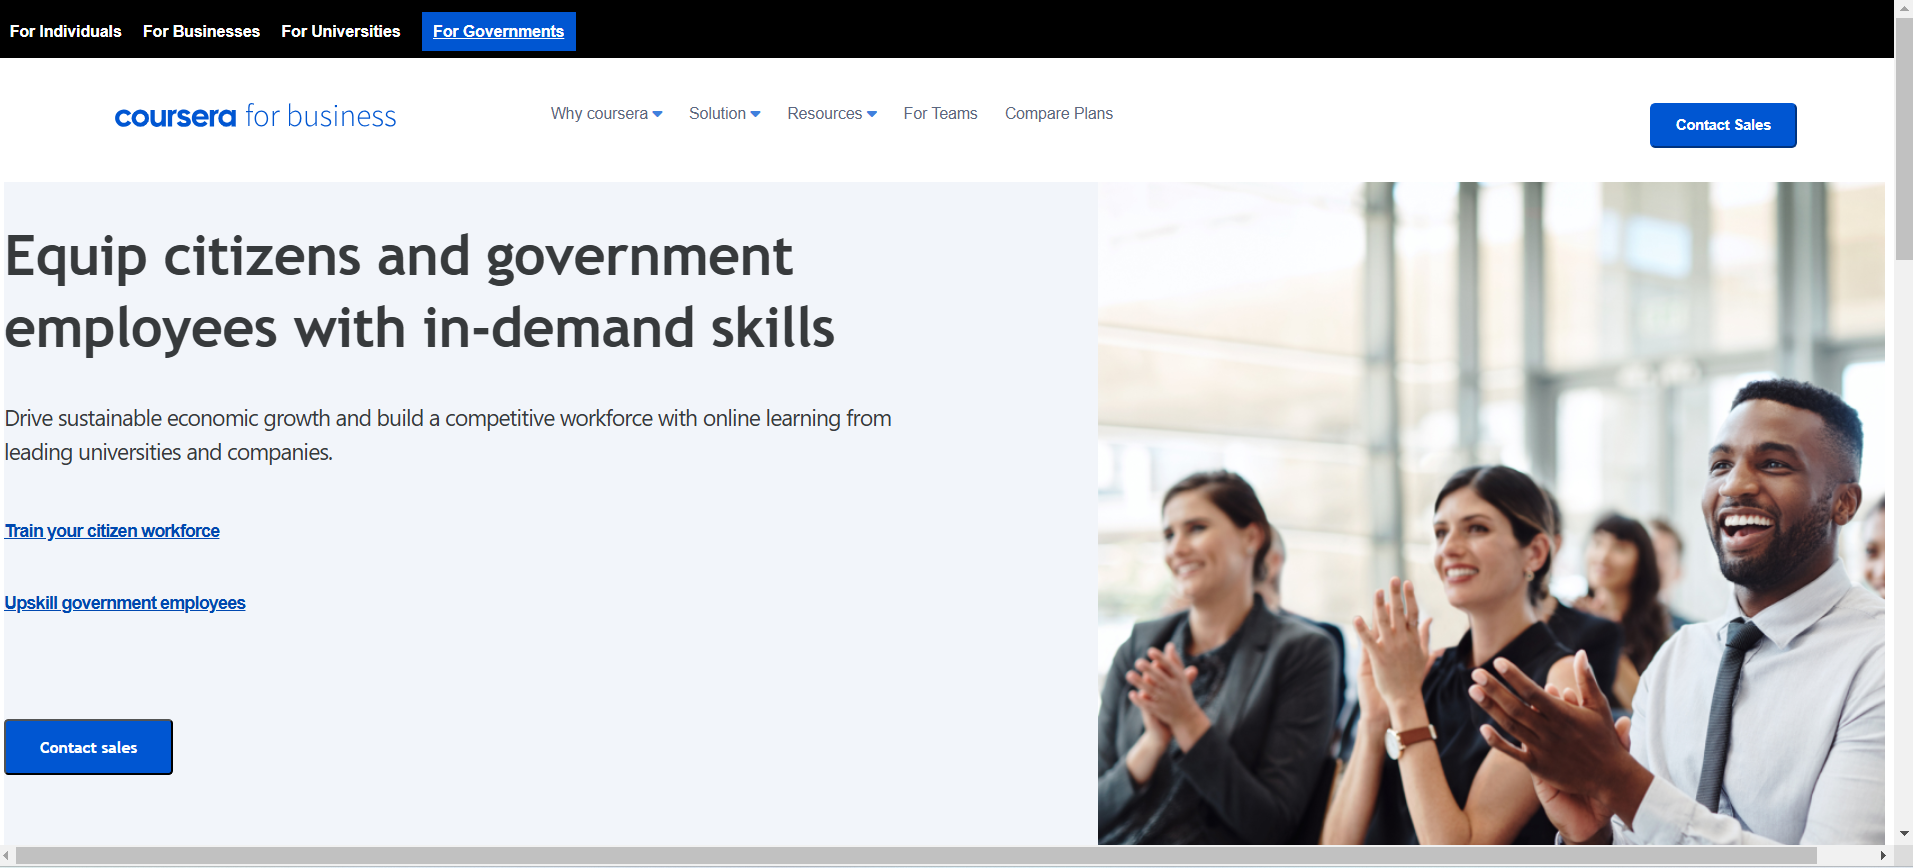 For Individuals For Businesses For Universities For Governments
coursera for business Why coursera Solution Resources For Teams Compare Plans Contact Sales
Equip citizens and government
employees with in-demand skills
Drive sustainable economic growth and build a competitive workforce with online learning from
leading universities and companies.
Train your citizen workforce
Upskill government employees
Contact sales